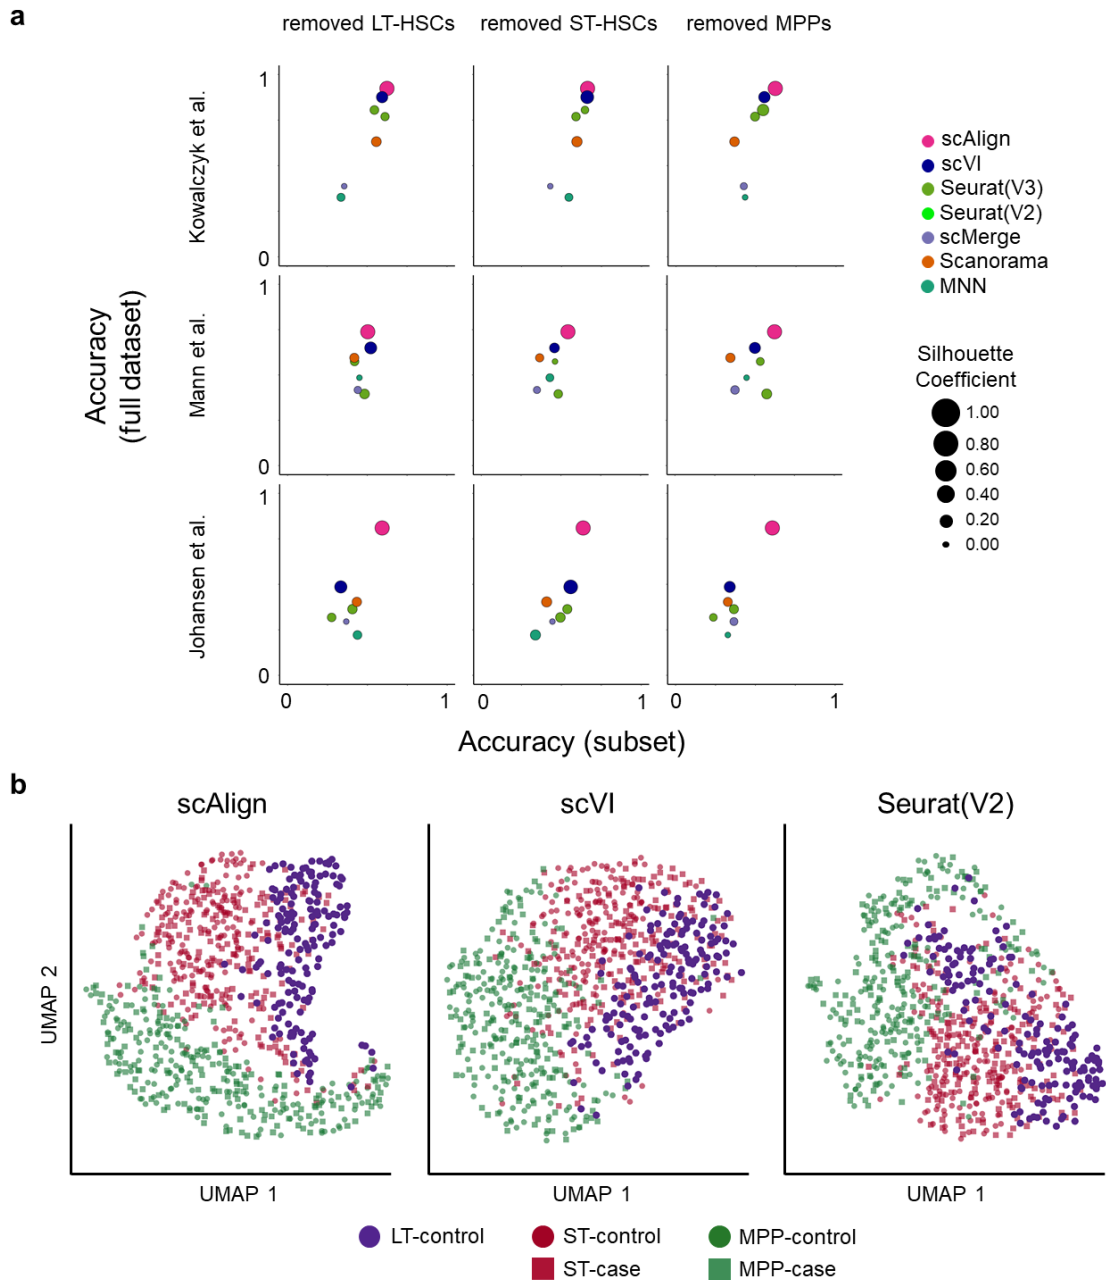 a
removed LT-HSCs
removed ST-HSCs
removed MPPs
Accuracy
(full dataset)
Kowalczyk et al.
1
0
Mann et al.
1
0
Johansen et al.
1
0
0
1
0
1
0
1
Accuracy (subset)
scAlign
scVI
Seurat(V3)
Seurat(V2)
scMerge
Scanorama
MNN
Silhouette
Coefficient
1.00
0.80
0.60
0.40
0.20
0.00
b
scAlign
scVI
Seurat(V2)
UMAP 2
UMAP 1
UMAP 1
UMAP 1
LT-control
ST-control
MPP-control
ST-case
MPP-case